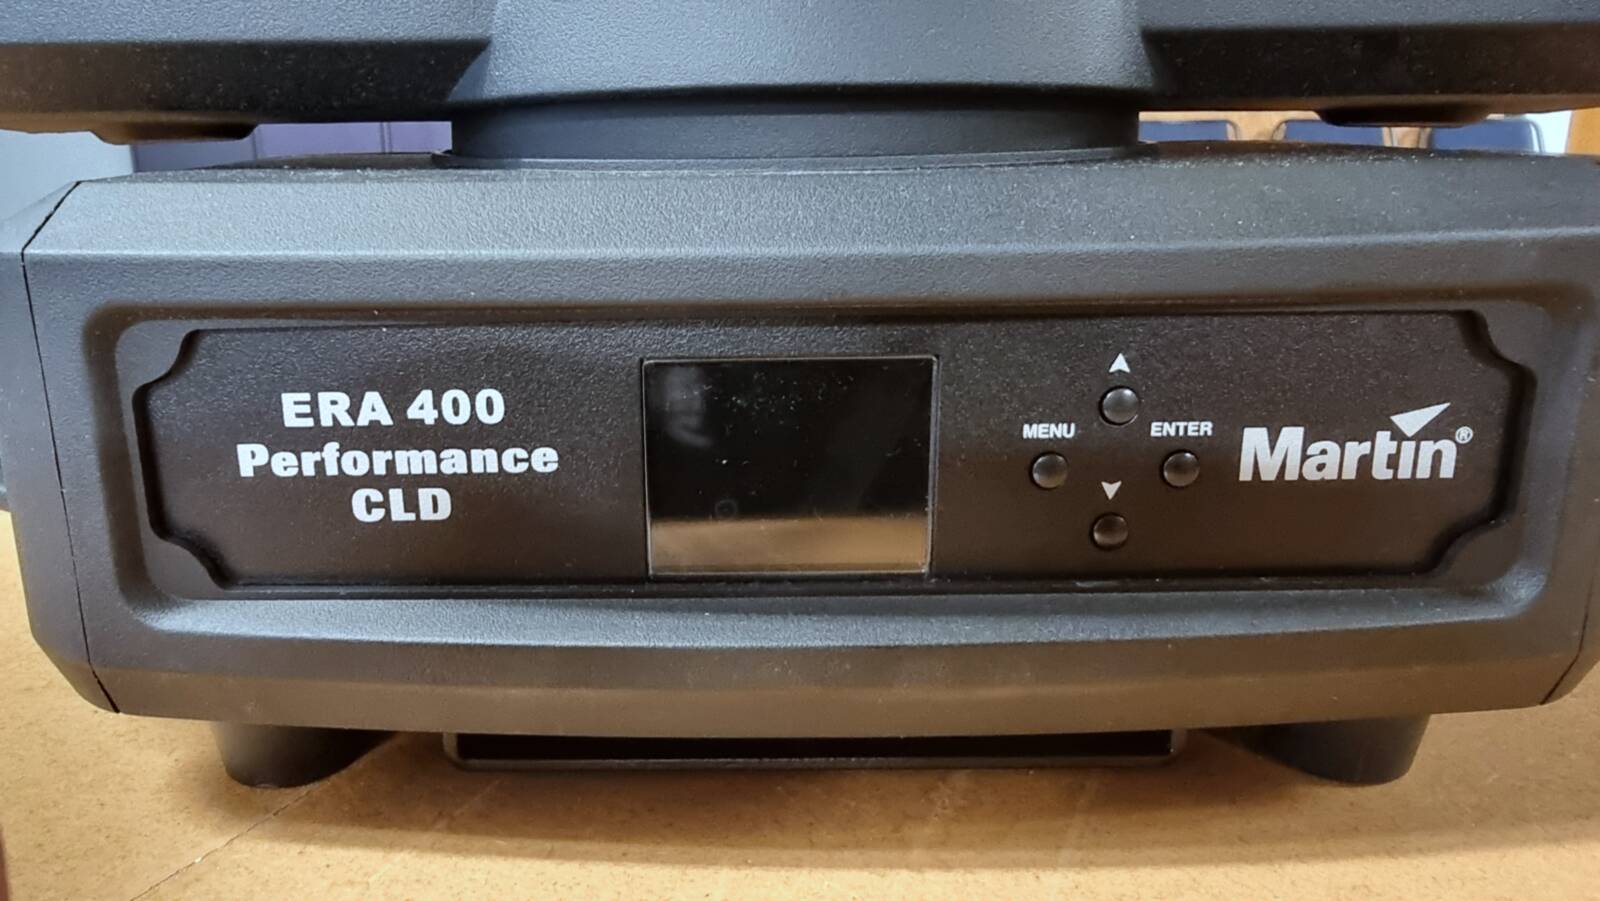 ERA 400
Performance
CLD
MENU
ENTER
Martin®